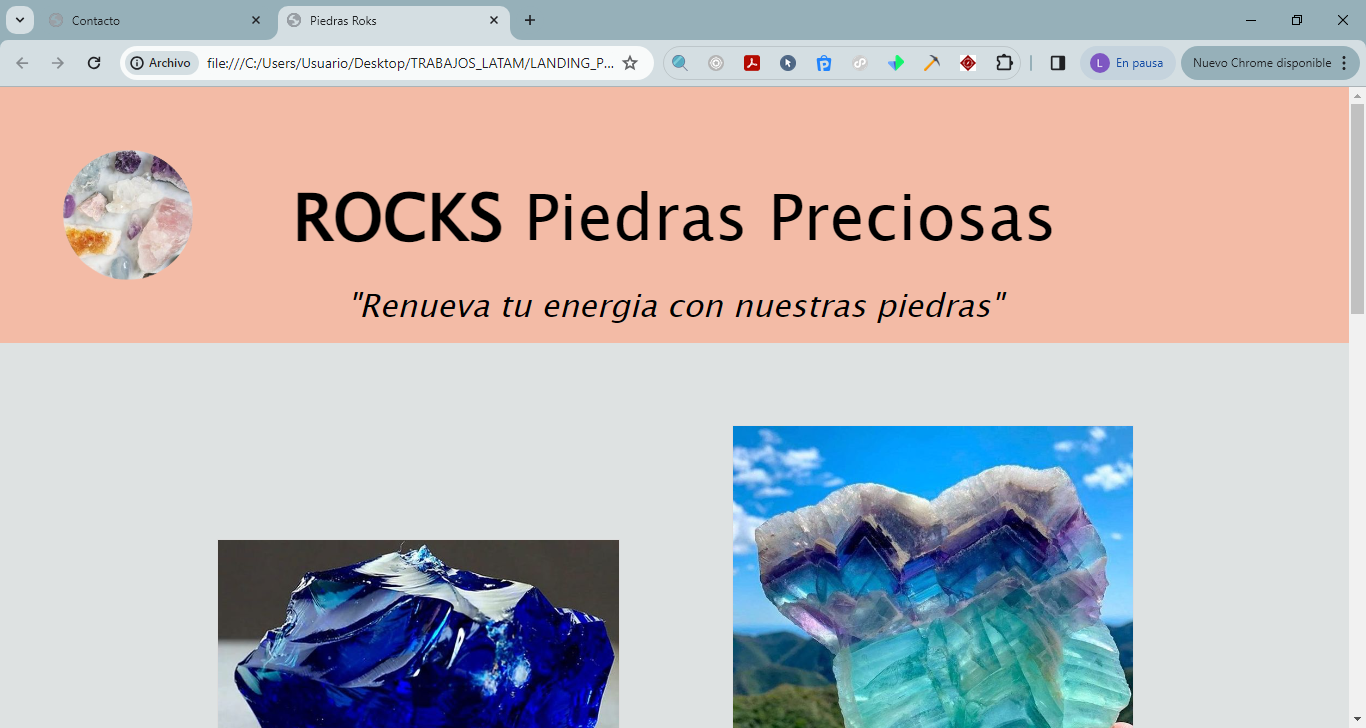 Contacto
Piedras Roks
Archivo
file:///C:/Users/Usuario/Desktop/TRABAJOS_LATAM/LANDING_P...
L
En pausa
Nuevo Chrome disponible
ROCKS Piedras Preciosas
"Renueva tu energia con nuestras piedras"